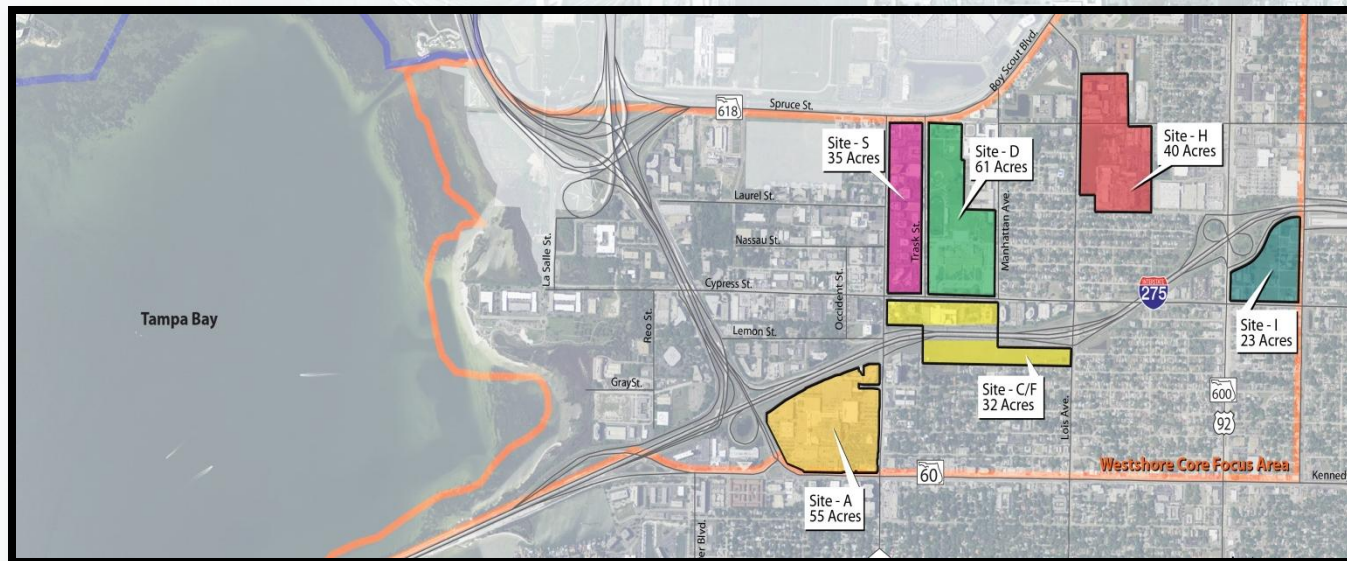 Boy Scout Blvd.
Spruce St.
618
Site - S
35 Acres
Site - D
61 Acres
Site - H
40 Acres
Laurel St.
Nassau St.
Trask St.
Manhattan Ave.
La Salle St.
Cypress St.
Occident St.
275
Tampa Bay
Reo St.
Lemon St.
Site - I
23 Acres
Gray St.
Site - C/F
32 Acres
Lois Ave.
600
92
Westshore Core Focus Area
60
Kenned
Site - A
55 Acres
er Blvd.